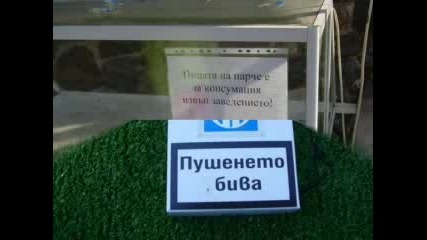 Пицата на парче е
за консумация
извън заведението!
Пушенето
бива